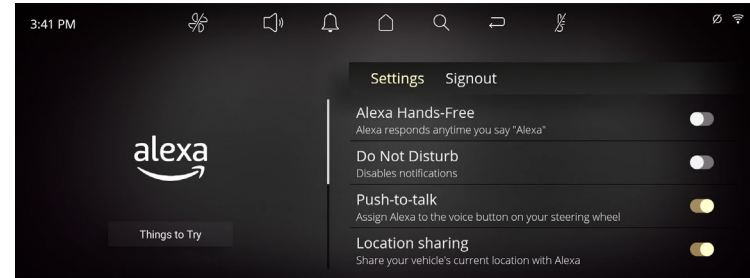 3:41 PM
Settings Signout
alexa
Things to Try
Alexa Hands-Free
Alexa responds anytime you say "Alexa"
Do Not Disturb
Disables notifications
Push-to-talk
Assign Alexa to the voice button on your steering wheel
Location sharing
Share your vehicle's current location with Alexa